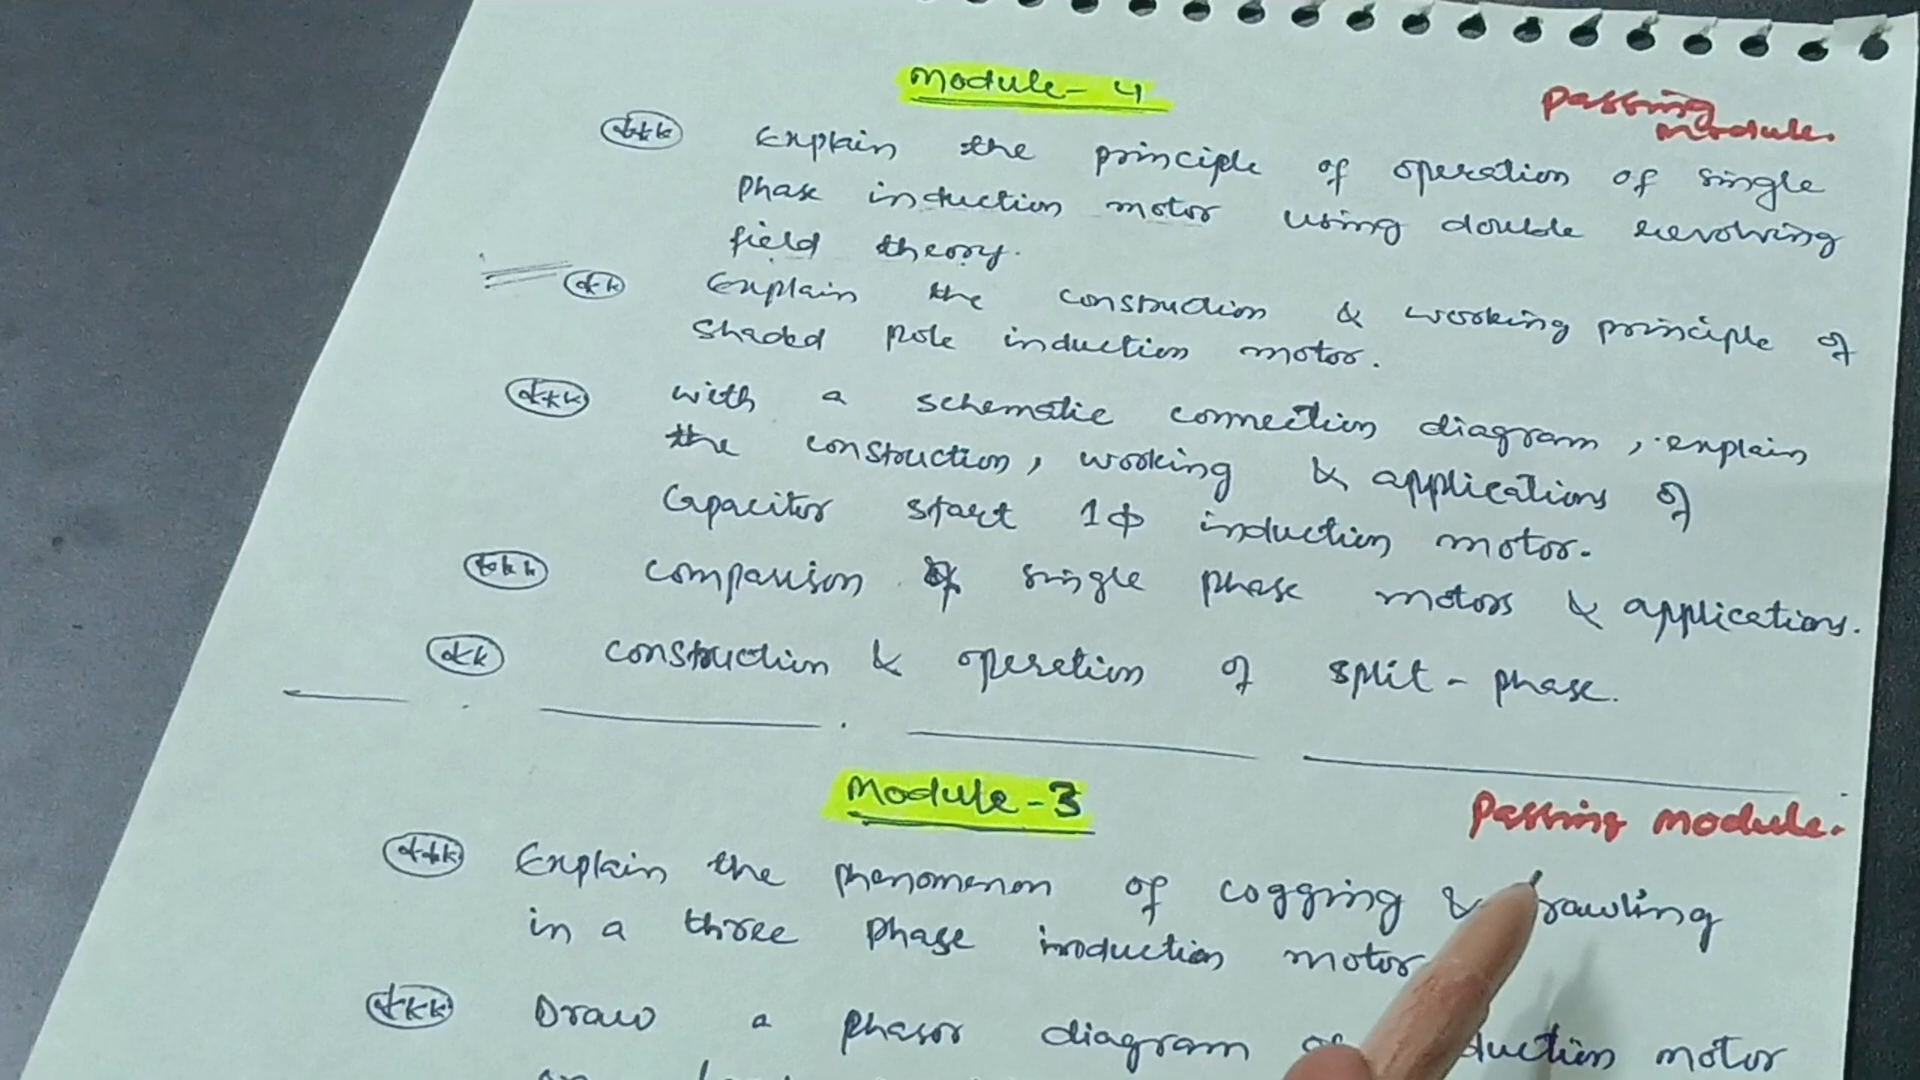 Module - 4
Passing
module.
*** Explain the principle of operation of single
phase induction motor using double revolving
field theory.
** Explain the construction & working principle of
shaded pole induction motor.
*** with a schematic connection diagram, explain
the construction, working & applications of
Capacitor start 1ϕ induction motor.
*** comparison of single phase motors & applications.
** construction & operation of split - phase.
Module - 3
Passing module.
*** Explain the phenomenon of cogging &
in a three phase induction motor
*** Draw a phasor diagram motor